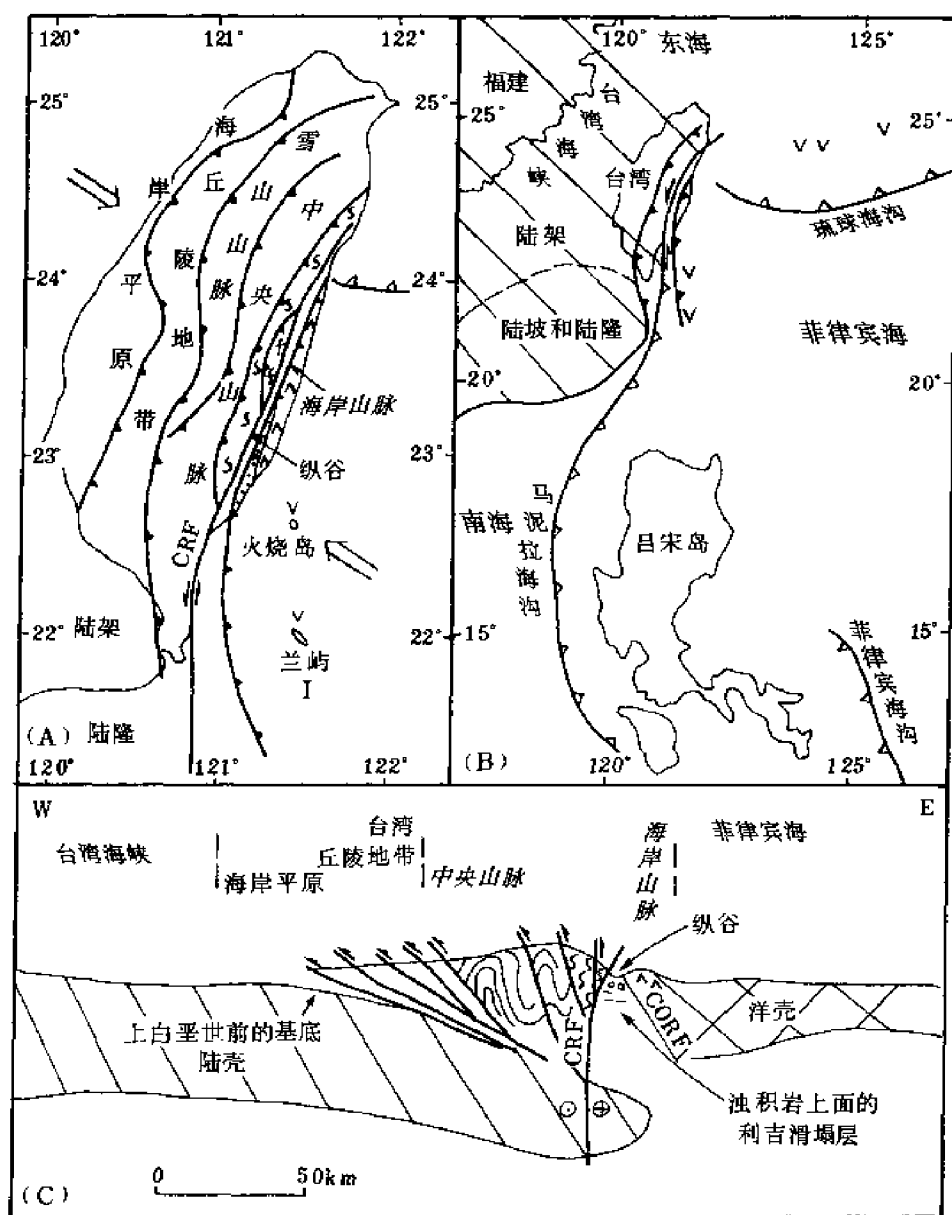 120°
121°
122°
25°
24°
23°
22°
海岸平原带
丘陵地
雪山山脉
中央山脉
海岸山脉
纵谷
CRF
火烧岛
兰屿
I
陆架
陆隆
(A)
25°
24°
23°
22°
120°
121°
122°
120°
125°
东海
福建
台湾海峡
台湾
25°
25°
琉球海沟
陆架
陆坡和陆隆
菲律宾海
20°
20°
南海
马尼拉海沟
吕宋岛
15°
15°
菲律宾海沟
(B)
120°
125°
W
E
台湾海峡
海岸平原
台湾
丘陵地带
中央山脉
海岸山脉
菲律宾海
纵谷
上白垩世前的基底
陆壳
CRF
CORF
洋壳
浊积岩上面的
利吉滑塌层
0
50km
(C)